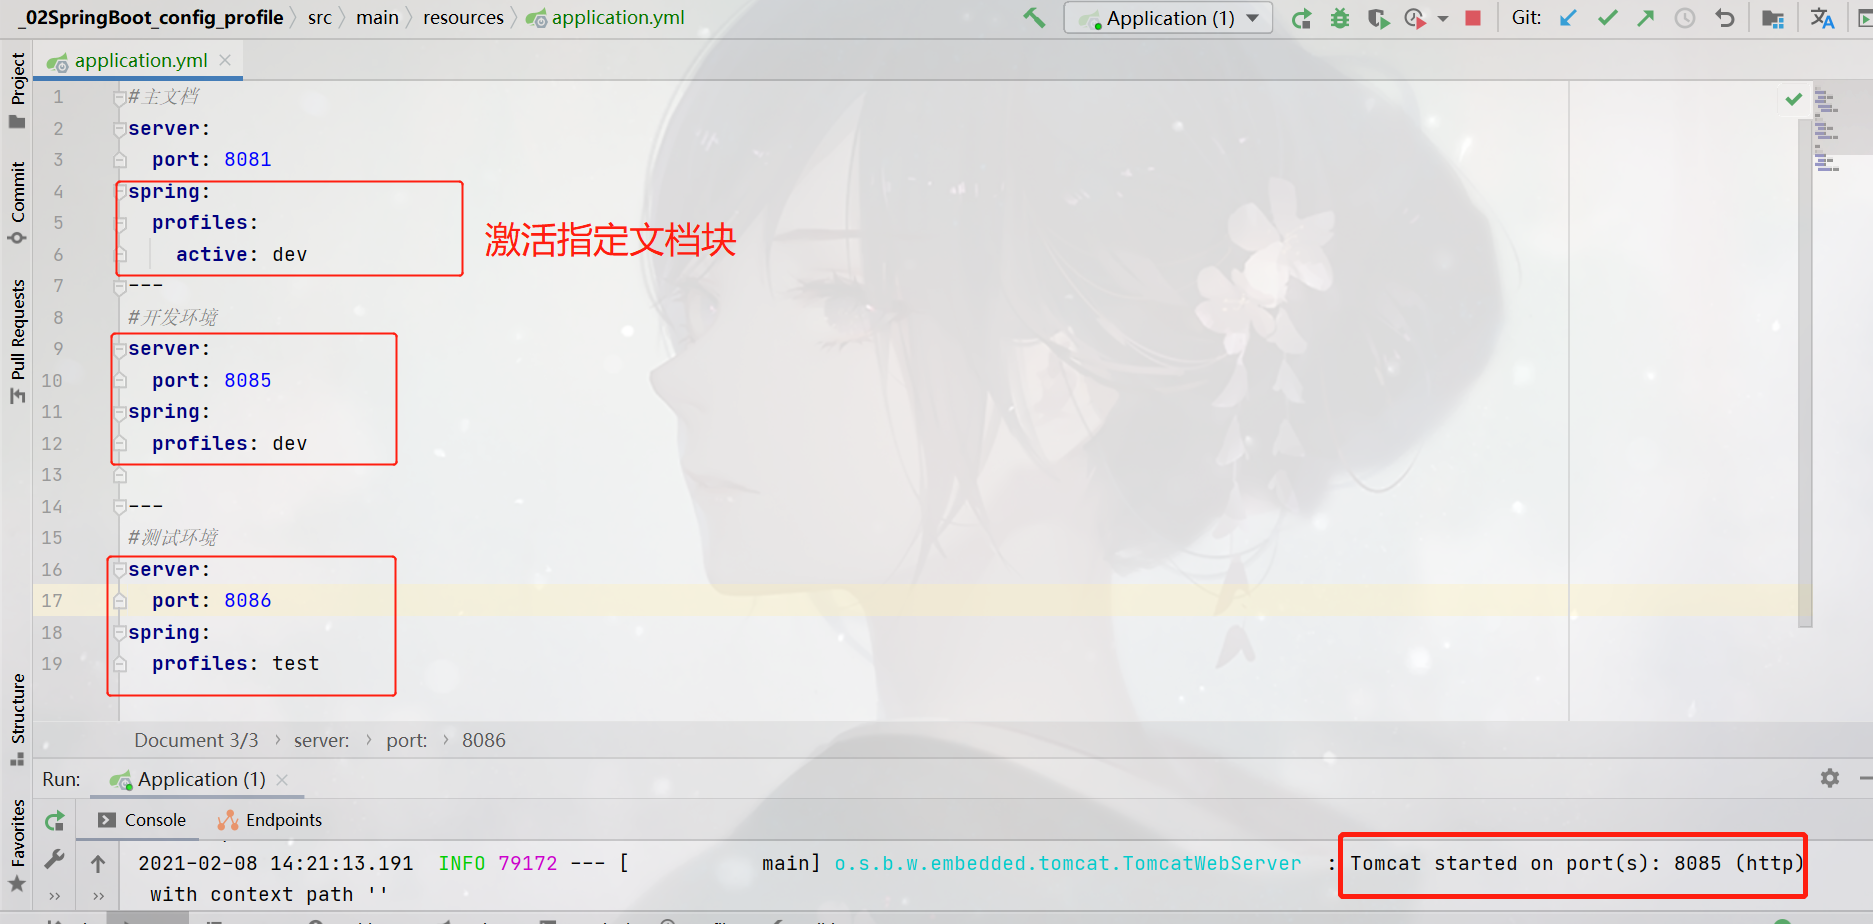 _02SpringBoot_config_profile 〉 src 〉 main 〉 resources 〉 application.yml
Application (1)
Git:
application.yml
Project
Commit
Pull Requests
Structure
Favorites
1 #主文档
2 server:
3 port: 8081
4 spring:
5 profiles:
6 active: dev
激活指定文档块
7 ---
8 #开发环境
9 server:
10 port: 8085
11 spring:
12 profiles: dev
13
14 ---
15 #测试环境
16 server:
17 port: 8086
18 spring:
19 profiles: test
Document 3/3 › server: › port: › 8086
Run: Application (1)
Console Endpoints
2021-02-08 14:21:13.191 INFO 79172 --- [ main] o.s.b.w.embedded.tomcat.TomcatWebServer : Tomcat started on port(s): 8085 (http)
with context path ''